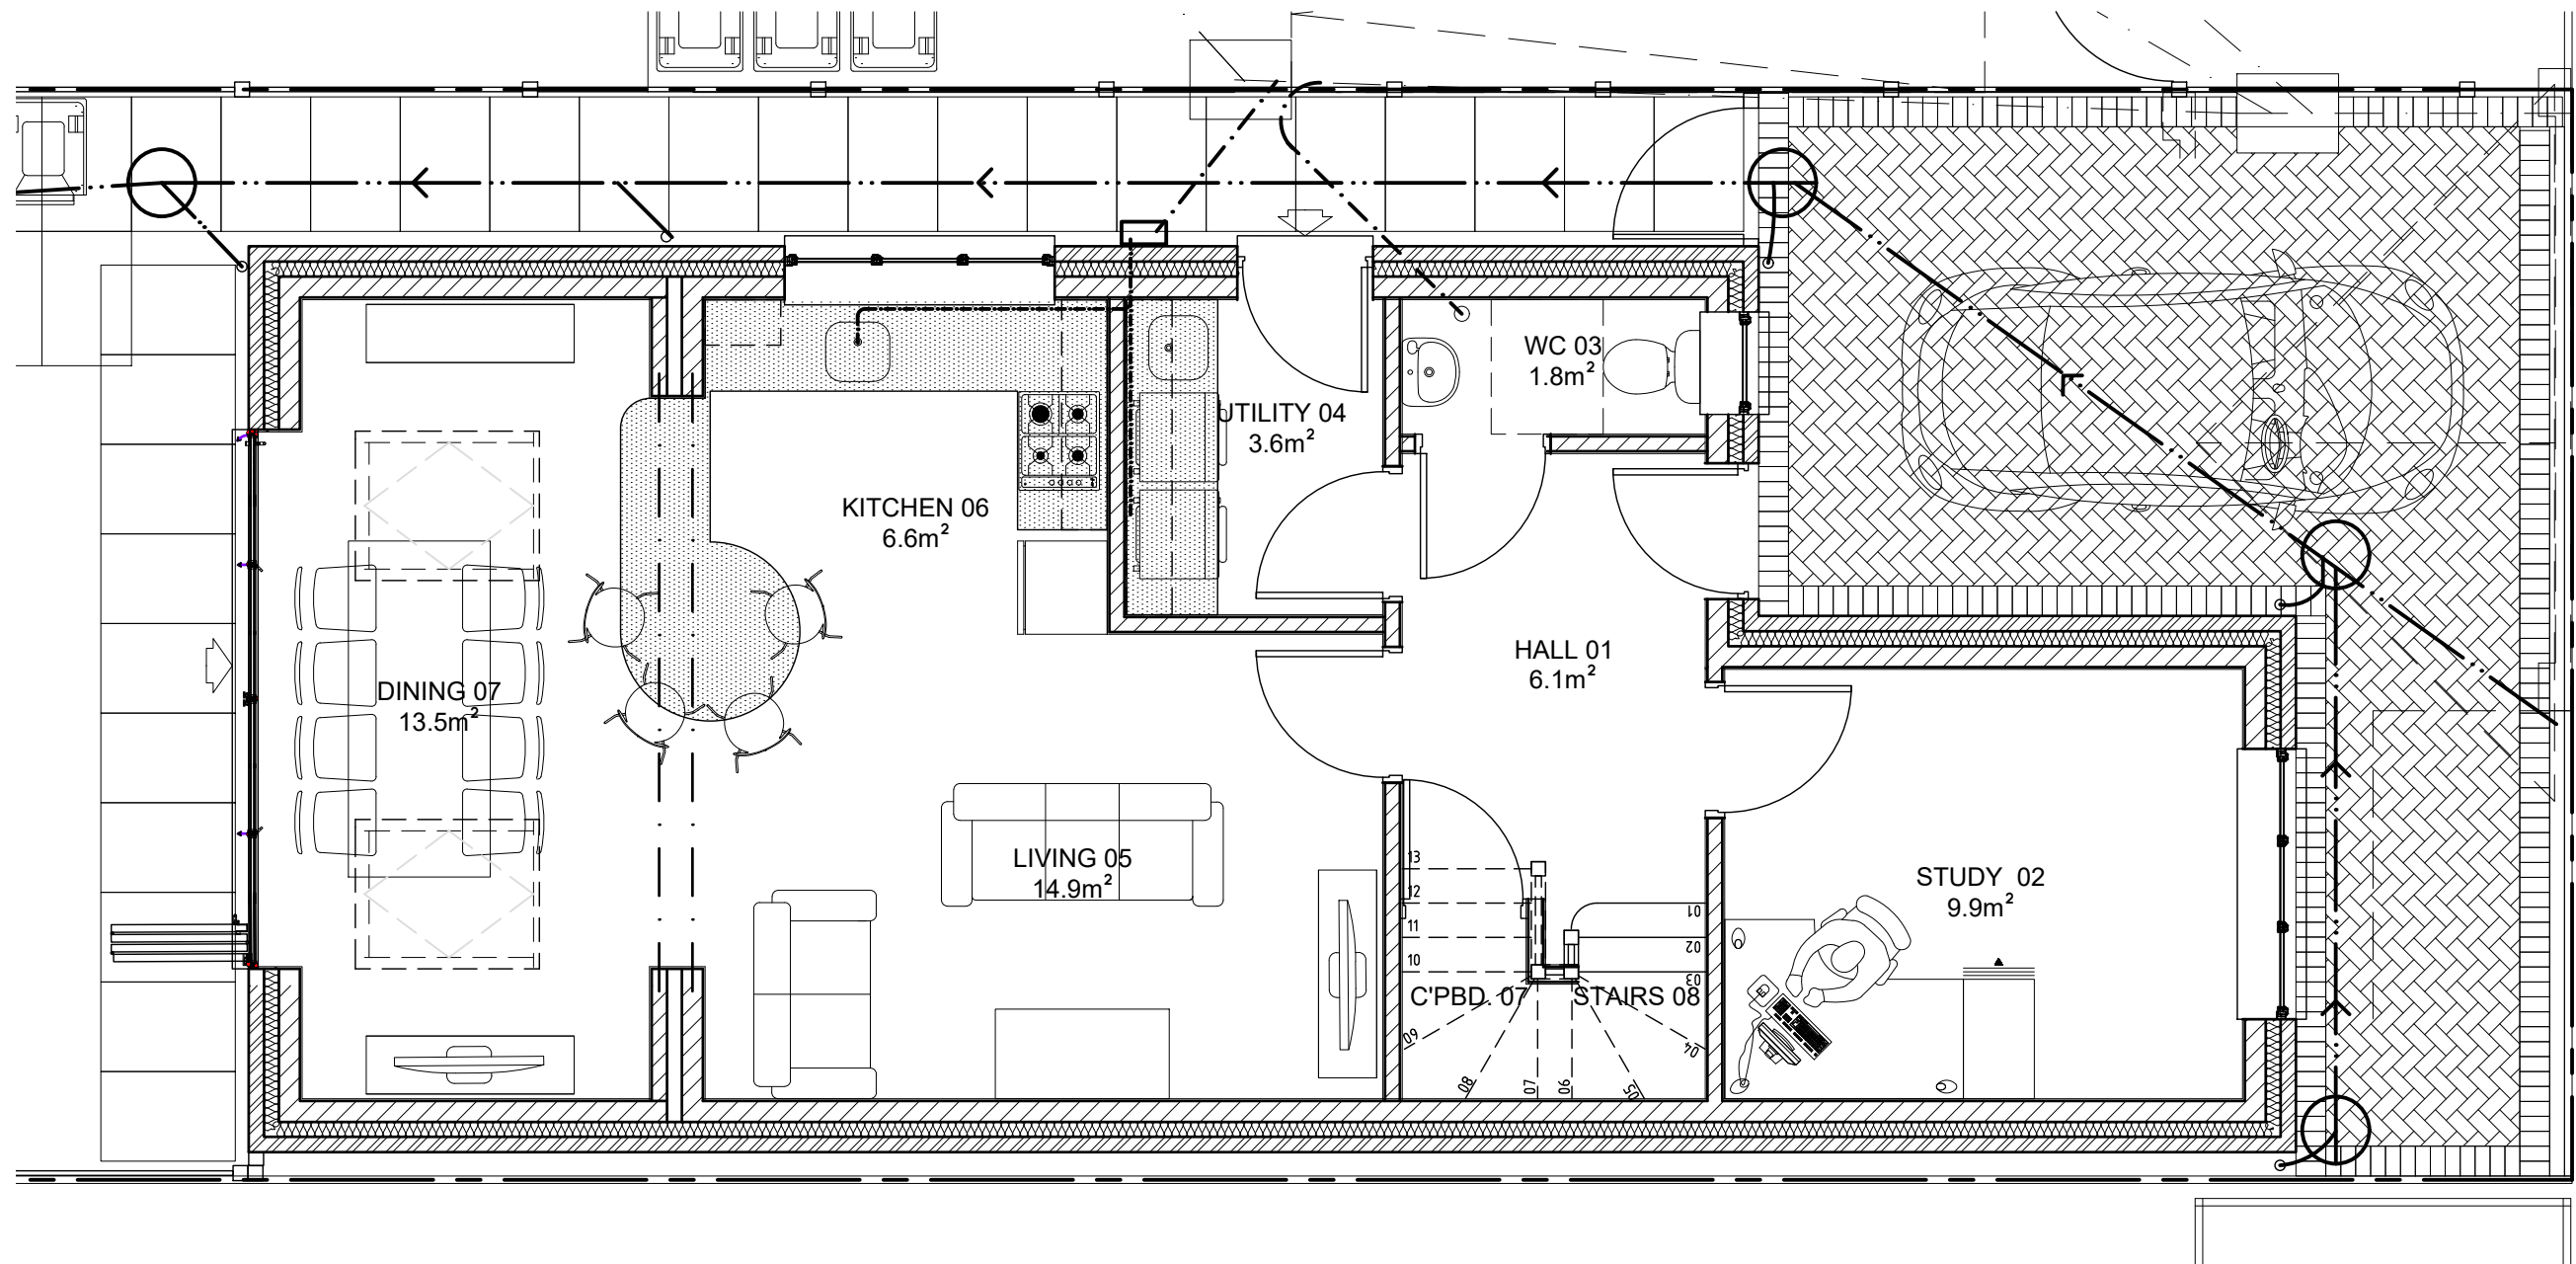 WC 03
1.8m²
UTILITY 04
3.6m²
KITCHEN 06
6.6m²
HALL 01
6.1m²
DINING 07
13.5m²
LIVING 05
14.9m²
STUDY 02
9.9m²
C'PBD. 07
STAIRS 08
13
12
11
10
09
08
07
06
05
04
03
02
01